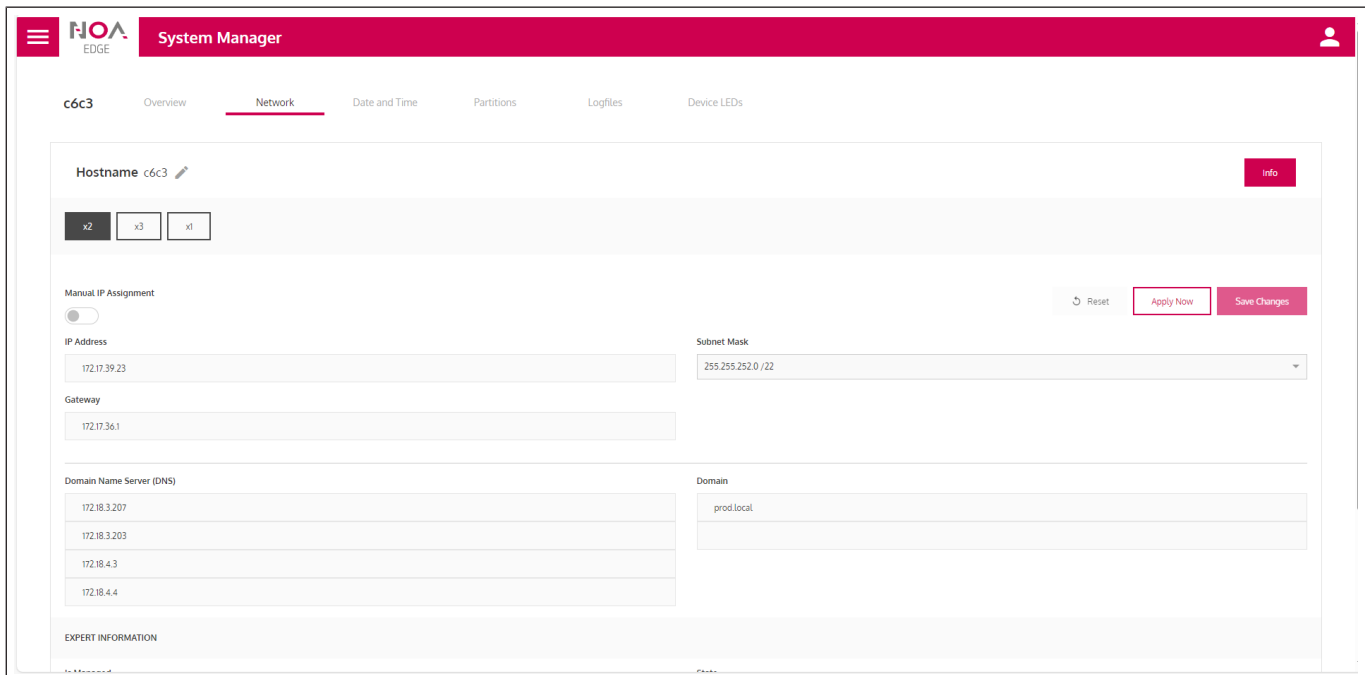 NOA
EDGE
System Manager
c6c3 Overview Network Date and Time Partitions Logfiles Device LEDs
Hostname c6c3 Info
x2 x3 x1
Manual IP Assignment
Reset Apply Now Save Changes
IP Address Subnet Mask
172.17.39.23 255.255.252.0 /22
Gateway
172.17.36.1
Domain Name Server (DNS) Domain
172.18.3.207 prod.local
172.18.3.203
172.18.4.3
172.18.4.4
EXPERT INFORMATION
Is Managed State